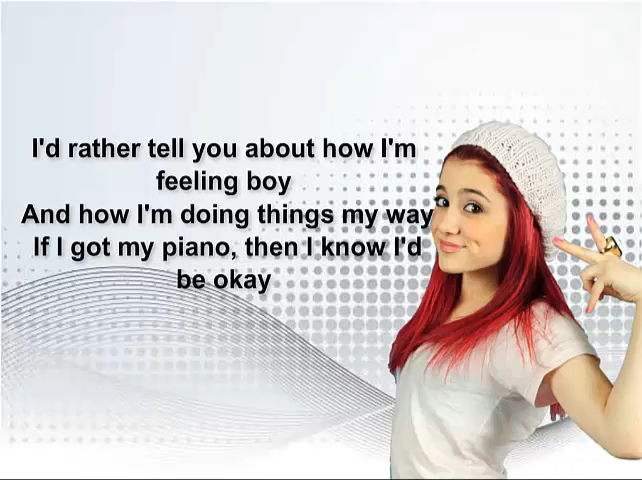 I'd rather tell you about how I'm
feeling boy
And how I'm doing things my way
If I got my piano, then I know I'd
be okay